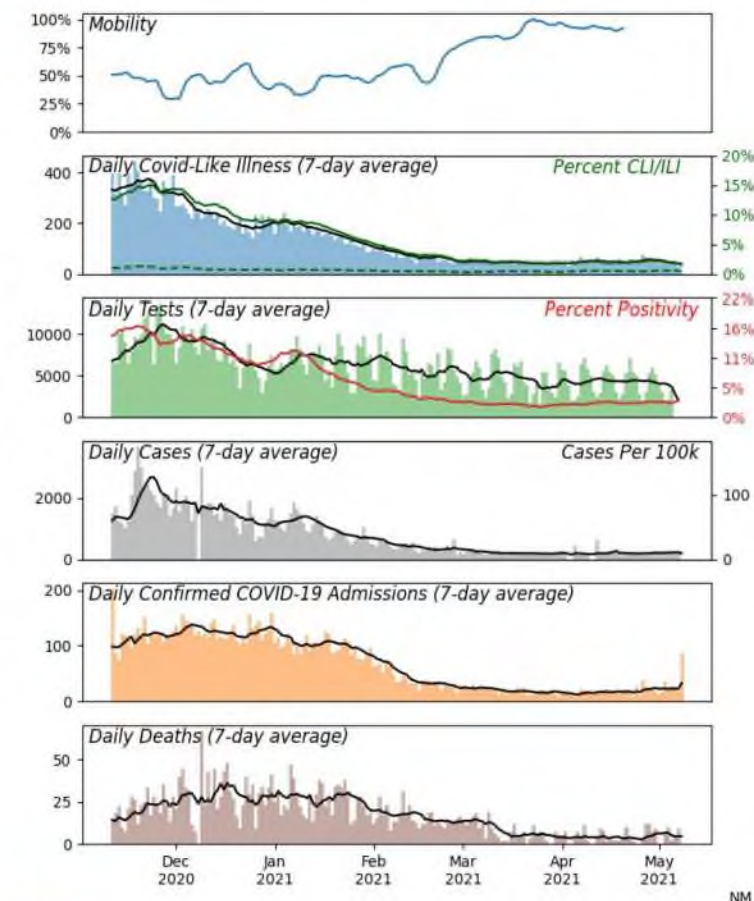 Mobility
100%
75%
50%
25%
0%
Daily Covid-Like Illness (7-day average)
Percent CLI/ILI
400
200
0
20%
15%
10%
5%
0%
Daily Tests (7-day average)
Percent Positivity
10000
5000
0
22%
16%
11%
5%
0%
Daily Cases (7-day average)
Cases Per 100k
2000
0
100
0
Daily Confirmed COVID-19 Admissions (7-day average)
200
100
0
Daily Deaths (7-day average)
50
25
0
Dec Jan Feb Mar Apr May
2020 2021 2021 2021 2021 2021
NM